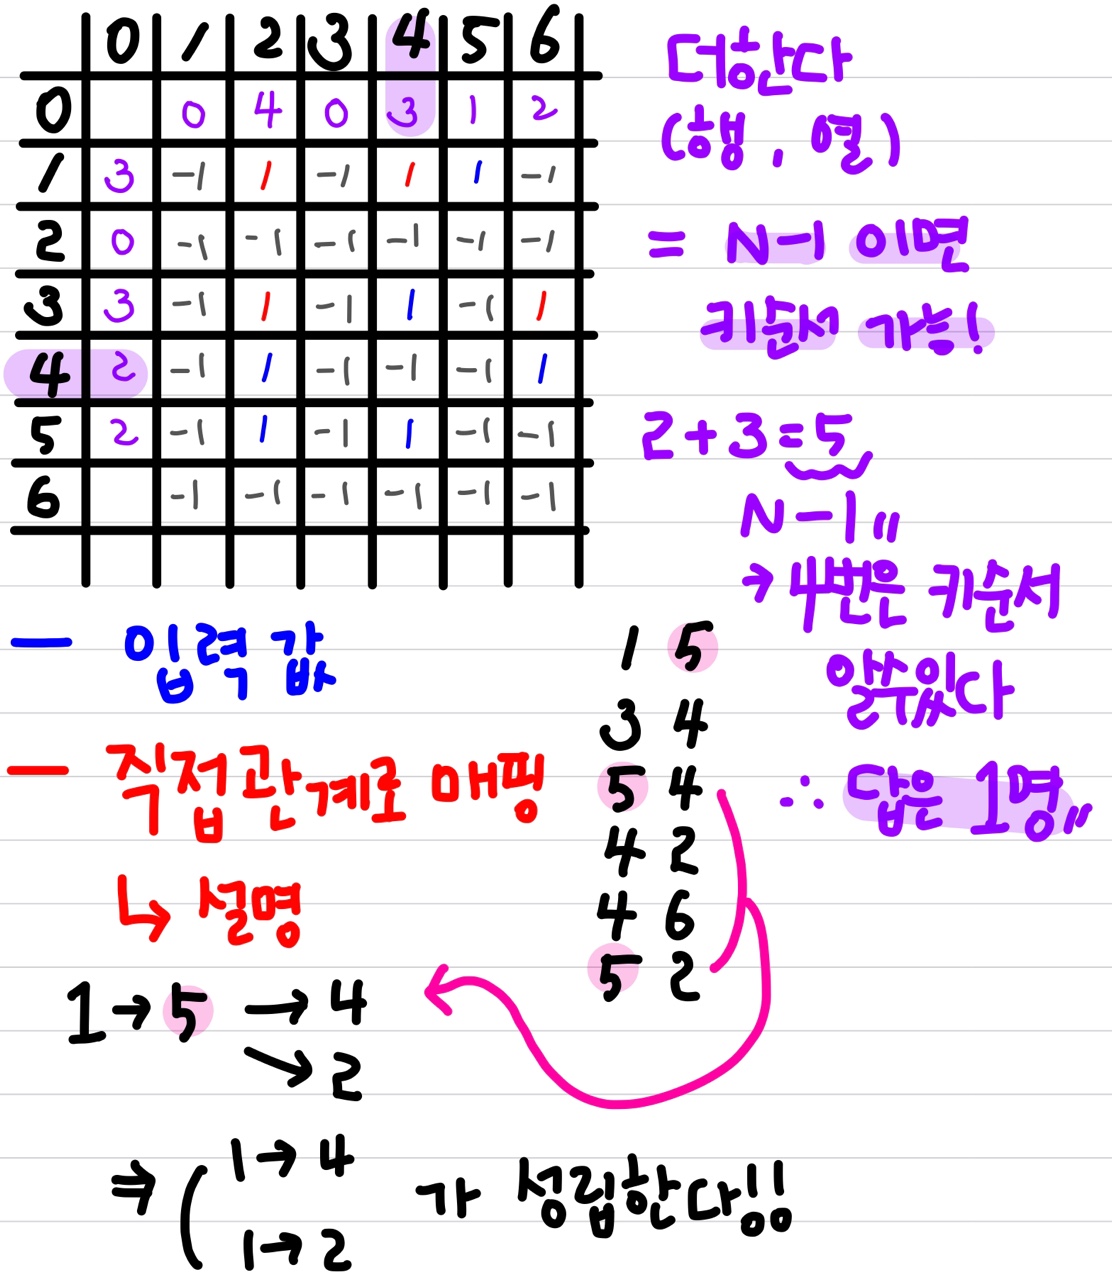 0 1 2 3 4 5 6
0 0 4 0 3 1 2
1 3 -1 1 -1 1 1 -1
2 0 -1 -1 -1 -1 -1 -1
3 3 -1 1 -1 1 -1 1
4 2 -1 1 -1 -1 -1 1
5 2 -1 1 -1 1 -1 -1
6 -1 -1 -1 -1 -1 -1
더한다
(행, 열)
= N-1 이면
키순서 가능!
2+3=5
N-1〃
→ 4번은 키순서
알수있다
∴ 답은 1명〃
— 입력 값
— 직접관계로 매핑
↳ 설명
1 5
3 4
5 4
4 2
4 6
5 2
1→5 →4
↘2
⇒ ( 1→4
1→2
가 성립한다!!